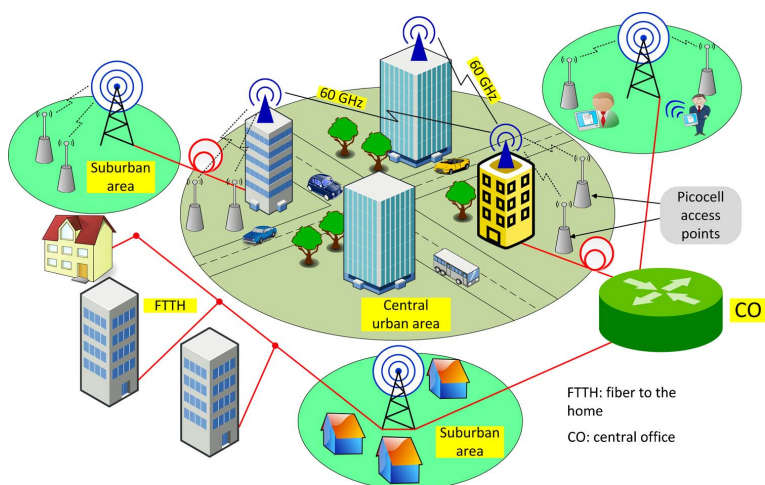 60 GHz
60 GHz
Suburban
area
Picocell
access
points
FTTH
Central
urban area
CO
Suburban
area
FTTH: fiber to the
home
CO: central office